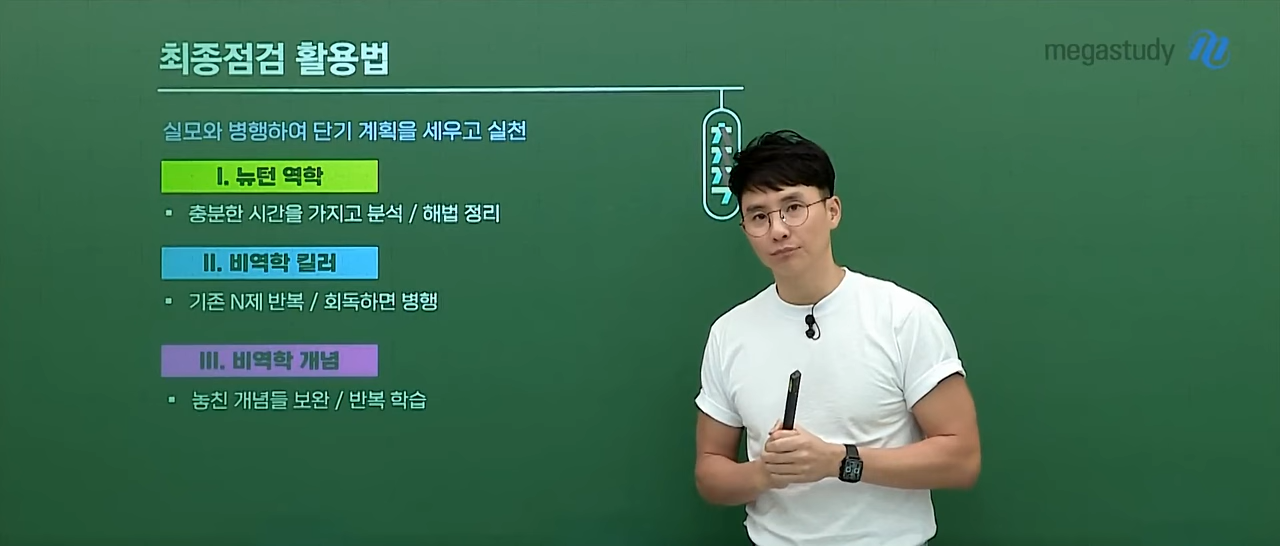 최종점검 활용법
megastudy
실모와 병행하여 단기 계획을 세우고 실천
I. 뉴턴 역학
▪ 충분한 시간을 가지고 분석 / 해법 정리
II. 비역학 킬러
▪ 기존 N제 반복 / 회독하면 병행
III. 비역학 개념
▪ 놓친 개념들 보완 / 반복 학습